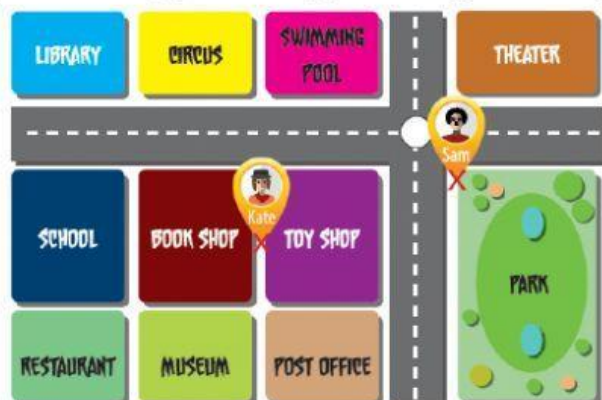 LIBRARY
CIRCUS
SWIMMING
POOL
THEATER
Sam
Kate
SCHOOL
BOOK SHOP
TOY SHOP
PARK
RESTAURANT
MUSEUM
POST OFFICE